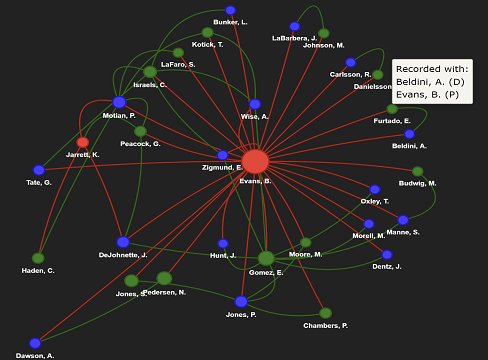 Bunker, L.
LaBarbera, J.
Kotick, T.
Johnson, M.
LaFaro, S.
Carlsson, R.
Recorded with:
Beldini, A. (D)
Evans, B. (P)
Israels, C.
Danielsson
Motian, P.
Wise, A.
Furtado, E.
Peacock, G.
Beldini, A.
Jarrett, K.
Zigmund, E.
Tate, G.
Evans, B.
Budwig, M.
Oxley, T.
Manne, S.
Morell, M.
DeJohnette, J.
Hunt, J.
Moore, M.
Dentz, J.
Haden, C.
Gomez, E.
Jones, S.
Pedersen, N.
Jones, P.
Chambers, P.
Dawson, A.